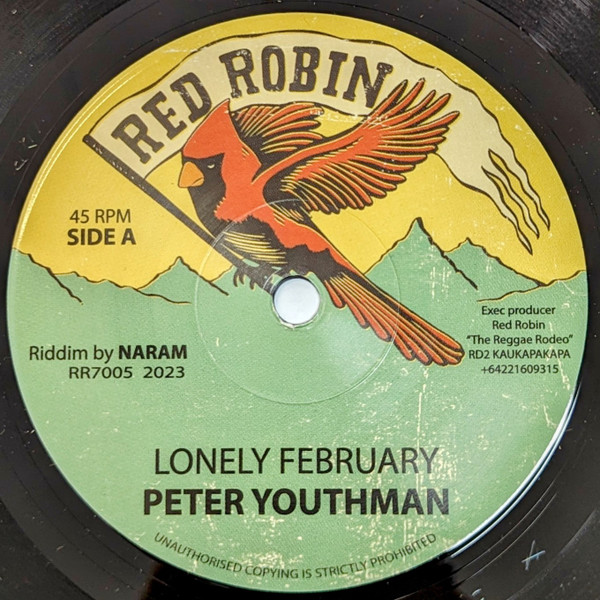 RED ROBIN
45 RPM
SIDE A
Riddim by NARAM
RR7005 2023
Exec producer
Red Robin
"The Reggae Rodeo"
RD2 KAUKAPAKAPA
+64221609315
LONELY FEBRUARY
PETER YOUTHMAN
UNAUTHORISED COPYING IS STRICTLY PROHIBITED